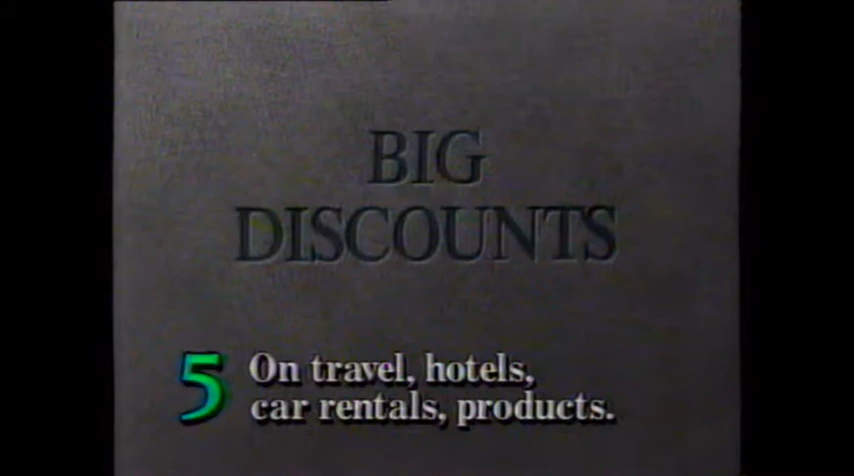 BIG
DISCOUNTS
5 On travel, hotels,
car rentals, products.